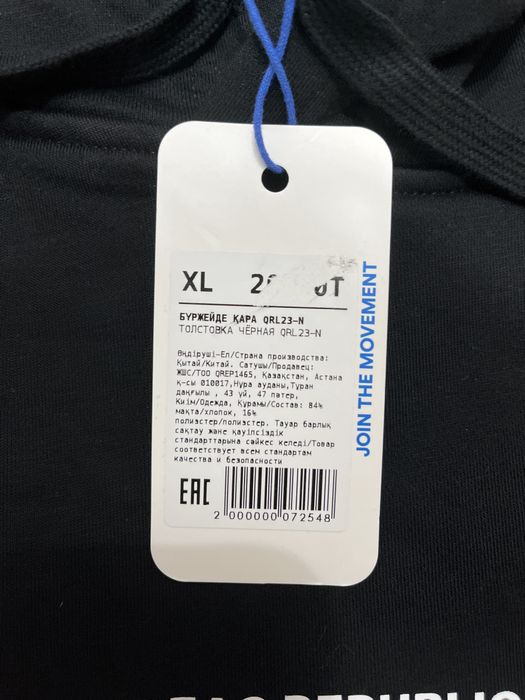 XL
БҮРЖЕЙДЕ ҚАРА QRL23-N
ТОЛСТОВКА ЧЁРНАЯ QRL23-N
Өндіруші-Ел/Страна производства:
Қытай/Китай. Сатушы/Продавец:
ЖШС/ТОО QREP1465, Қазақстан, Астана
қ-сы 010017,Нұра ауданы,Тұран
даңғылы , 43 үй, 47 пәтер,
Киім/Одежда, Құрамы/Состав: 84%
мақта/хлопок, 16%
полиэстер/полиэстер. Тауар барлық
сақтау және қауіпсіздік
стандарттарына сәйкес келеді/Товар
соответствует всем стандартам
качества и безопасности
EAC
2 000000 072548
JOIN THE MOVEMENT
REPUBLIC